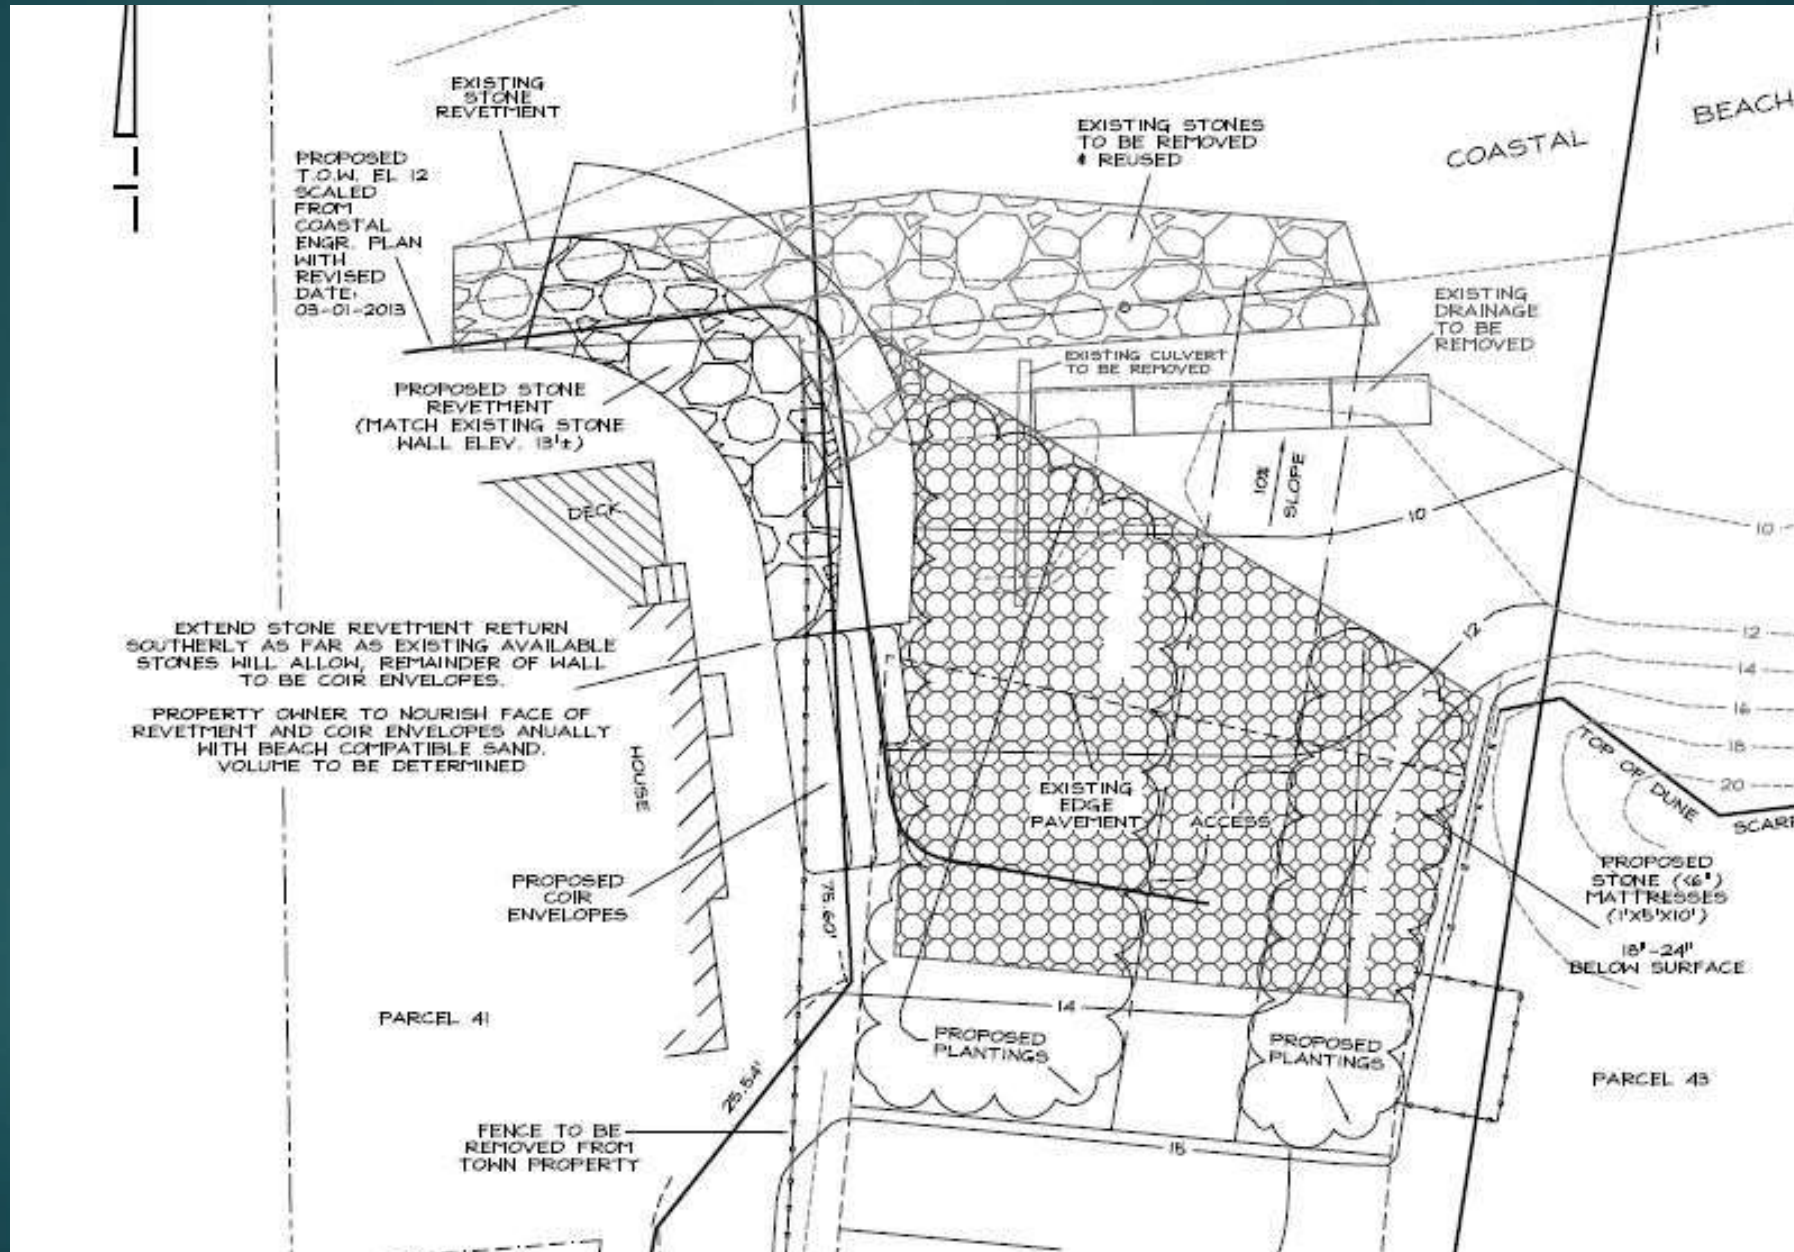 EXISTING
STONE
REVETMENT
PROPOSED
T.O.W. EL 12
SCALED
FROM
COASTAL
ENGR. PLAN
WITH
REVISED
DATE:
03-01-2013
EXISTING STONES
TO BE REMOVED
& REUSED
COASTAL
BEACH
EXISTING
DRAINAGE
TO BE
REMOVED
EXISTING CULVERT
TO BE REMOVED
PROPOSED STONE
REVETMENT
(MATCH EXISTING STONE
WALL ELEV. 13'±)
DECK
10%
SLOPE
10
10
EXTEND STONE REVETMENT RETURN
SOUTHERLY AS FAR AS EXISTING AVAILABLE
STONES WILL ALLOW, REMAINDER OF WALL
TO BE COIR ENVELOPES.
PROPERTY OWNER TO NOURISH FACE OF
REVETMENT AND COIR ENVELOPES ANUALLY
WITH BEACH COMPATIBLE SAND.
VOLUME TO BE DETERMINED
HOUSE
12
12
14
16
18
20
TOP OF DUNE
SCARP
EXISTING
EDGE
PAVEMENT
ACCESS
PROPOSED
STONE (<6")
MATTRESSES
(1'X5'X10')
18"-24"
BELOW SURFACE
PROPOSED
COIR
ENVELOPES
75.60'
PARCEL 41
14
PROPOSED
PLANTINGS
PROPOSED
PLANTINGS
PARCEL 43
25.54'
FENCE TO BE
REMOVED FROM
TOWN PROPERTY
15